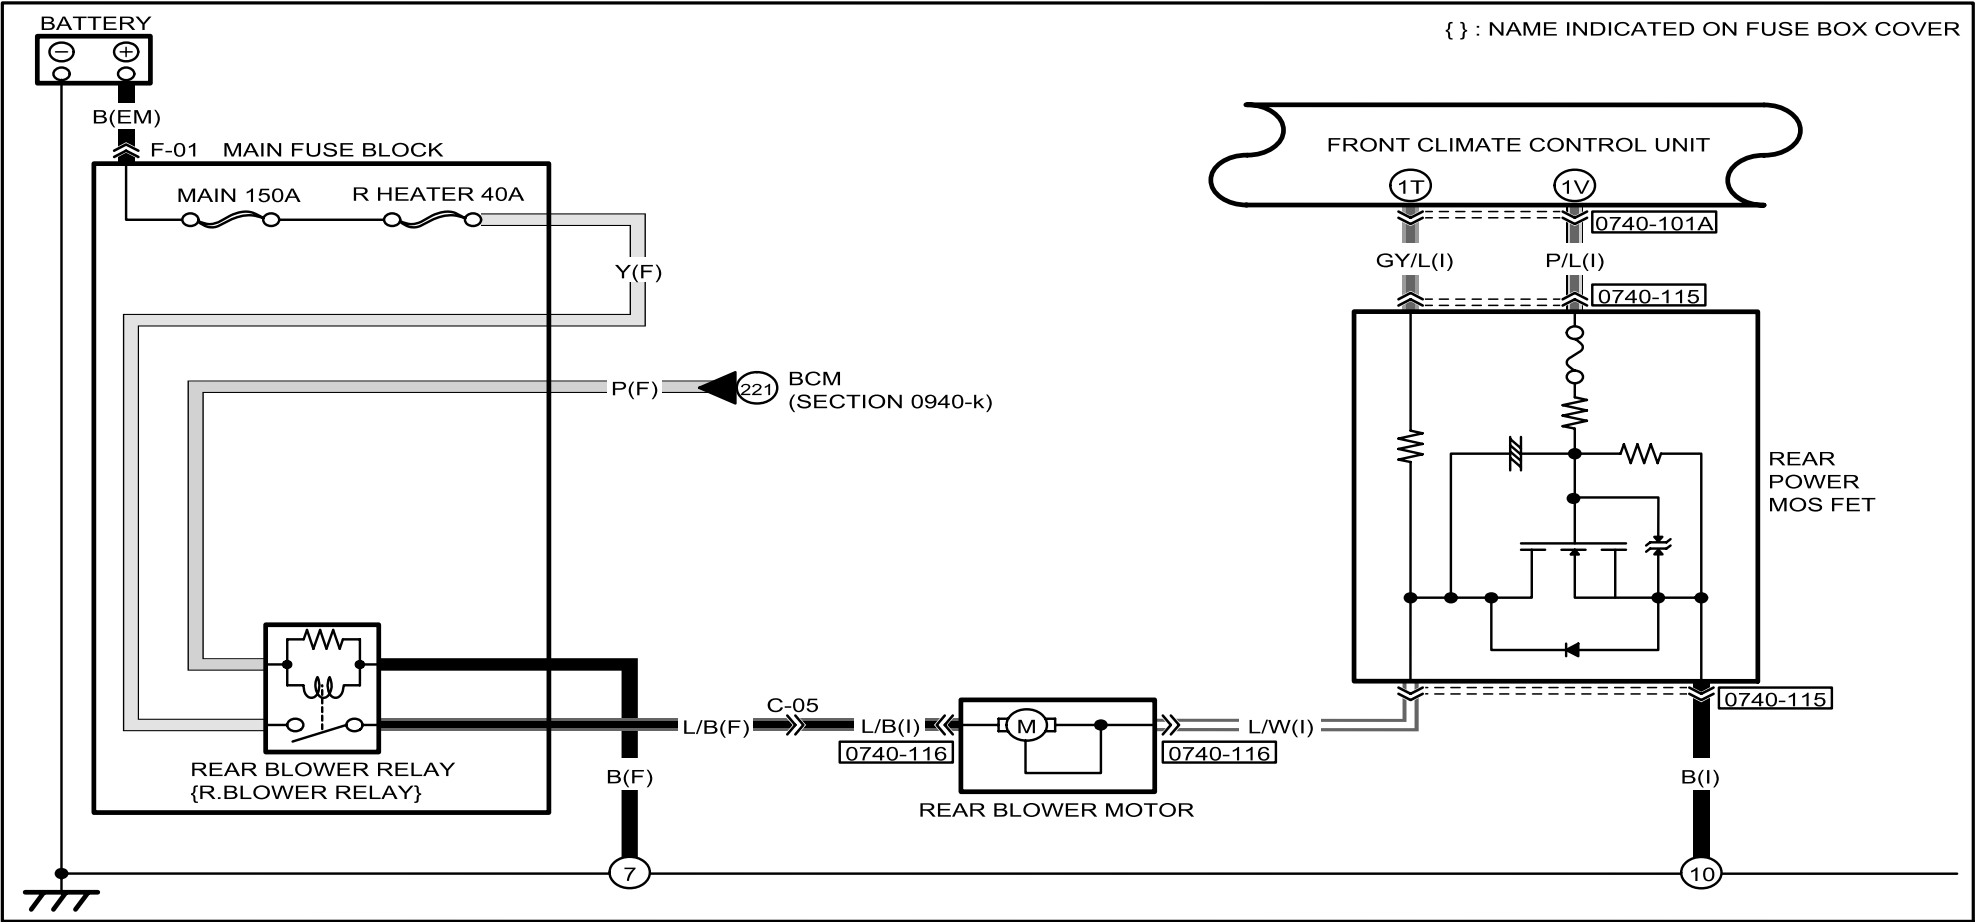 BATTERY
{ } : NAME INDICATED ON FUSE BOX COVER
− +
B(EM)
F-01 MAIN FUSE BLOCK
MAIN 150A R HEATER 40A
FRONT CLIMATE CONTROL UNIT
1T 1V
0740-101A
GY/L(I) P/L(I)
0740-115
Y(F)
P(F)
221
BCM
(SECTION 0940-k)
REAR
POWER
MOS FET
0740-115
C-05
L/B(F)
L/B(I)
M
L/W(I)
0740-116
0740-116
REAR BLOWER RELAY
{R.BLOWER RELAY}
B(F)
B(I)
REAR BLOWER MOTOR
7
10